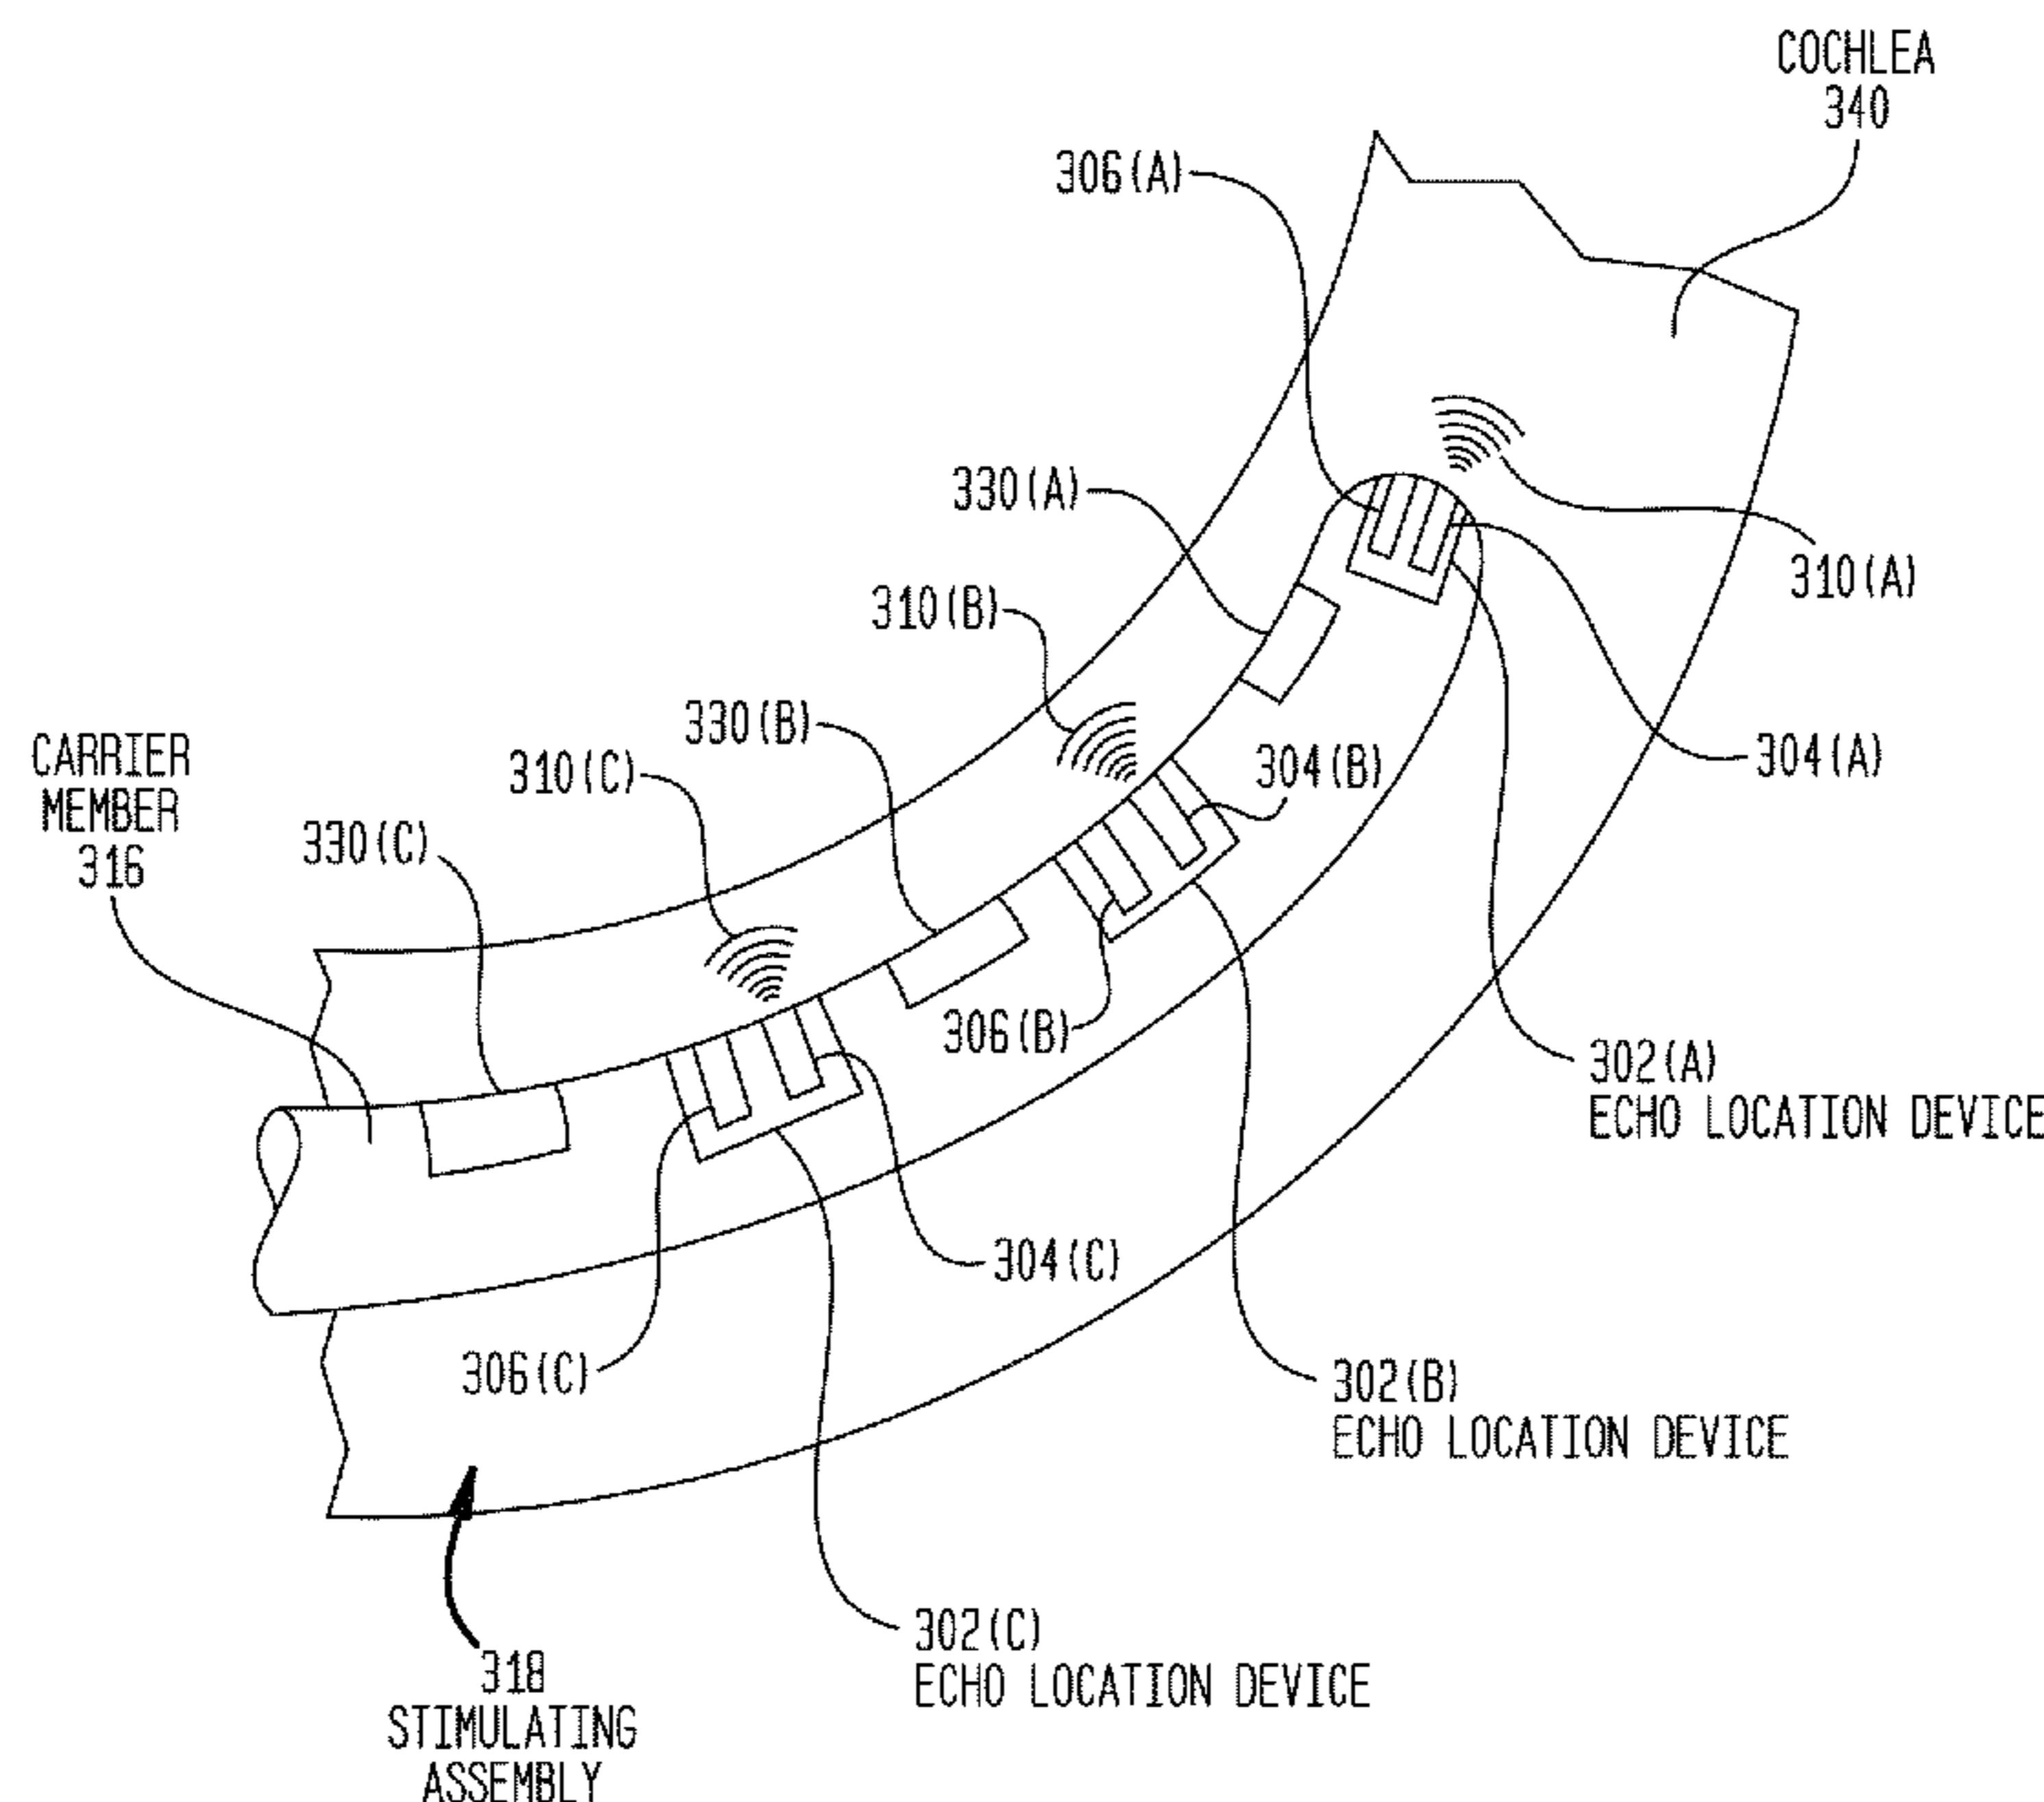 COCHLEA
340
306(A)
330(A)
310(A)
310(B)
330(B)
304(B)
304(A)
CARRIER
MEMBER
316
310(C)
330(C)
306(B)
302(A)
ECHO LOCATION DEVICE
304(C)
306(C)
302(B)
ECHO LOCATION DEVICE
302(C)
ECHO LOCATION DEVICE
318
STIMULATING
ASSEMBLY